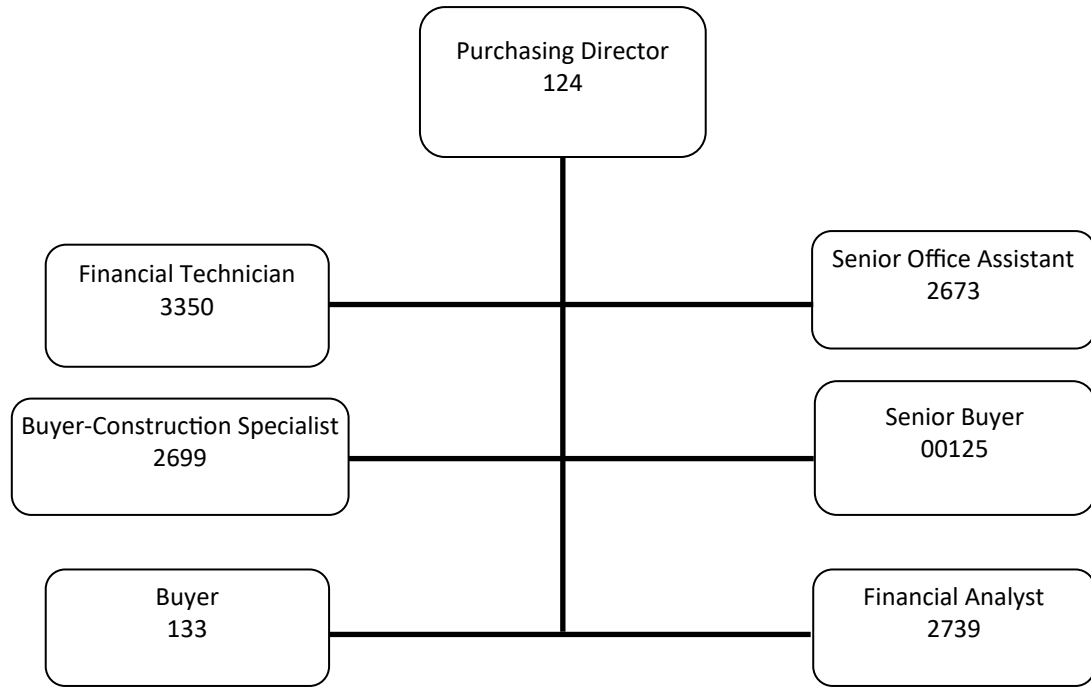 Purchasing Director
124
Financial Technician
3350
Senior Office Assistant
2673
Buyer-Construction Specialist
2699
Senior Buyer
00125
Buyer
133
Financial Analyst
2739